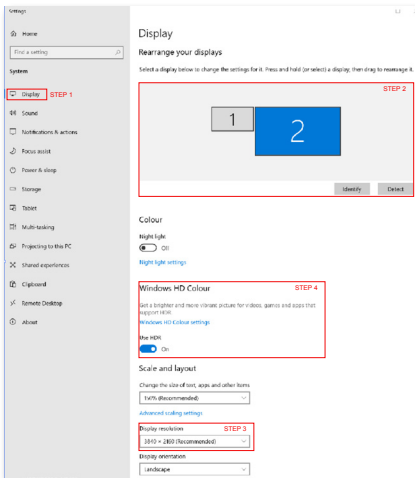 Settings
Home
Find a setting
System
Display
STEP 1
Sound
Notifications & actions
Focus assist
Power & sleep
Storage
Tablet
Multi-tasking
Projecting to this PC
Shared experiences
Clipboard
Remote Desktop
About
Display
Rearrange your displays
Select a display below to change the settings for it. Press and hold (or select) a display, then drag to rearrange it.
STEP 2
1
2
Identify
Detect
Colour
Night light
Off
Night light settings
Windows HD Colour
STEP 4
Get a brighter and more vibrant picture for videos, games and apps that
support HDR.
Windows HD Colour settings
Use HDR
On
Scale and layout
Change the size of text, apps and other items
150% (Recommended)
Advanced scaling settings
Display resolution
STEP 3
3840 × 2160 (Recommended)
Display orientation
Landscape